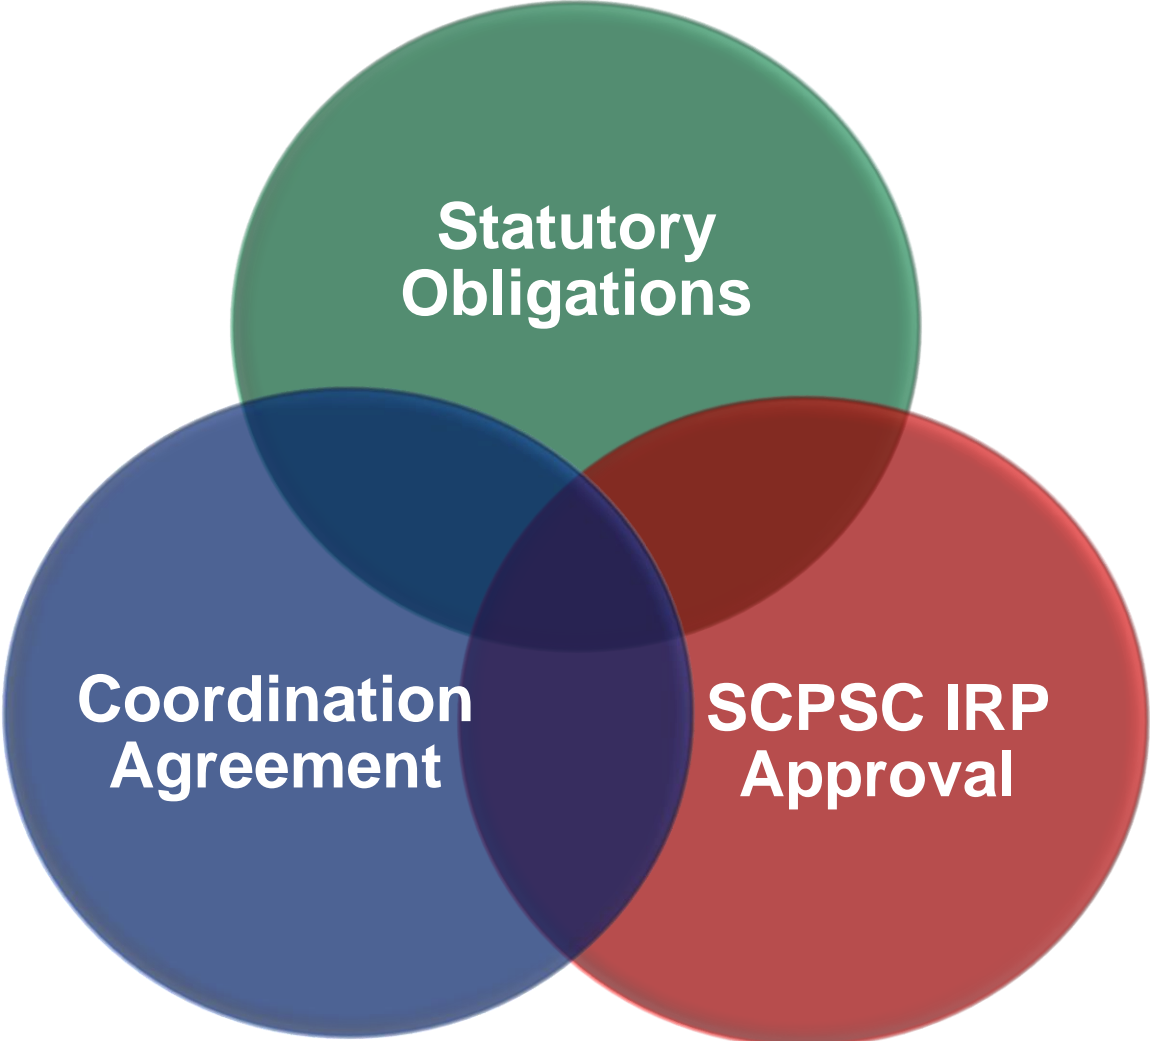 Statutory
Obligations
Coordination
Agreement
SCPSC IRP
Approval